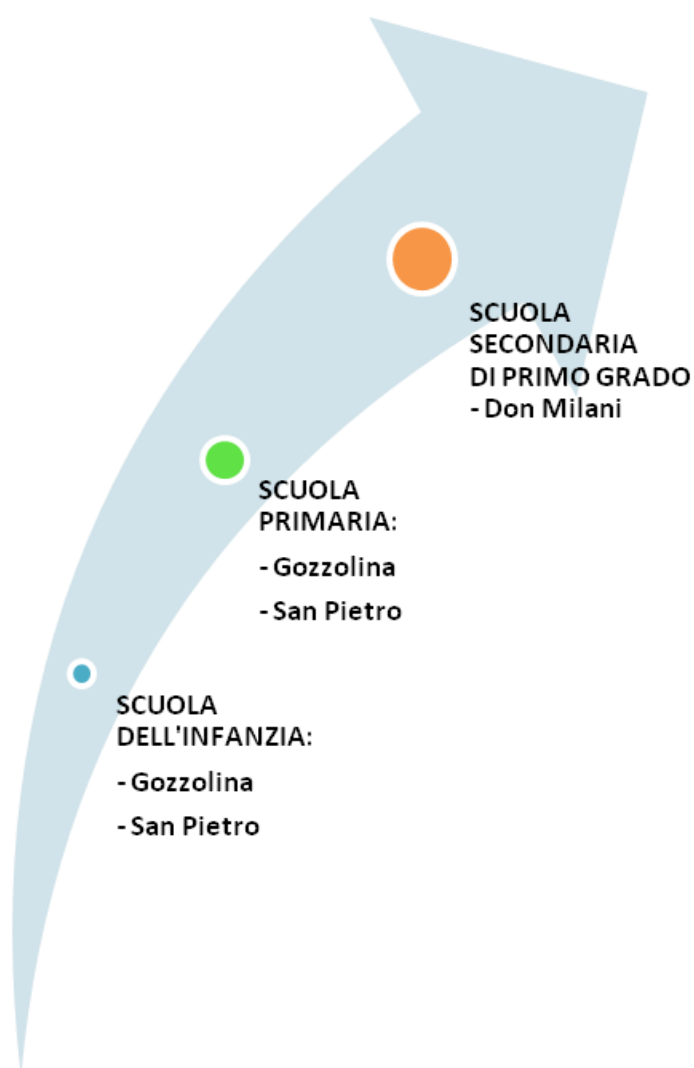 SCUOLA
SECONDARIA
DI PRIMO GRADO
- Don Milani
SCUOLA
PRIMARIA:
- Gozzolina
- San Pietro
SCUOLA
DELL'INFANZIA:
- Gozzolina
- San Pietro